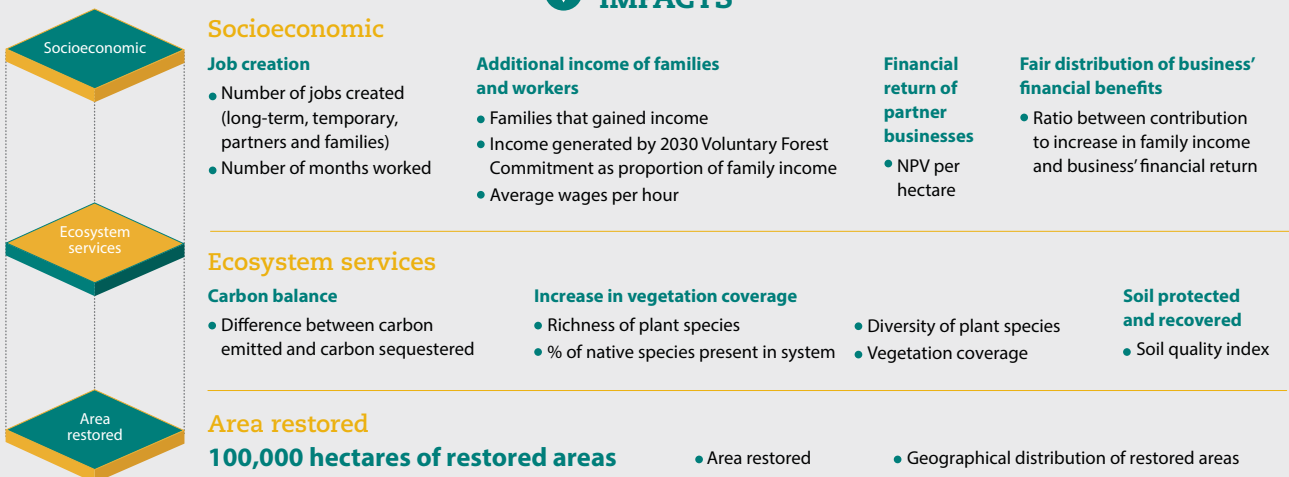 IMPACTS
Socioeconomic
Socioeconomic
Job creation
• Number of jobs created
(long-term, temporary,
partners and families)
• Number of months worked
Additional income of families
and workers
• Families that gained income
• Income generated by 2030 Voluntary Forest
Commitment as proportion of family income
• Average wages per hour
Financial
return of
partner
businesses
• NPV per
hectare
Fair distribution of business’
financial benefits
• Ratio between contribution
to increase in family income
and business’ financial return
Ecosystem
services
Ecosystem services
Carbon balance
• Difference between carbon
emitted and carbon sequestered
Increase in vegetation coverage
• Richness of plant species
• % of native species present in system
• Diversity of plant species
• Vegetation coverage
Soil protected
and recovered
• Soil quality index
Area
restored
Area restored
100,000 hectares of restored areas
• Area restored
• Geographical distribution of restored areas